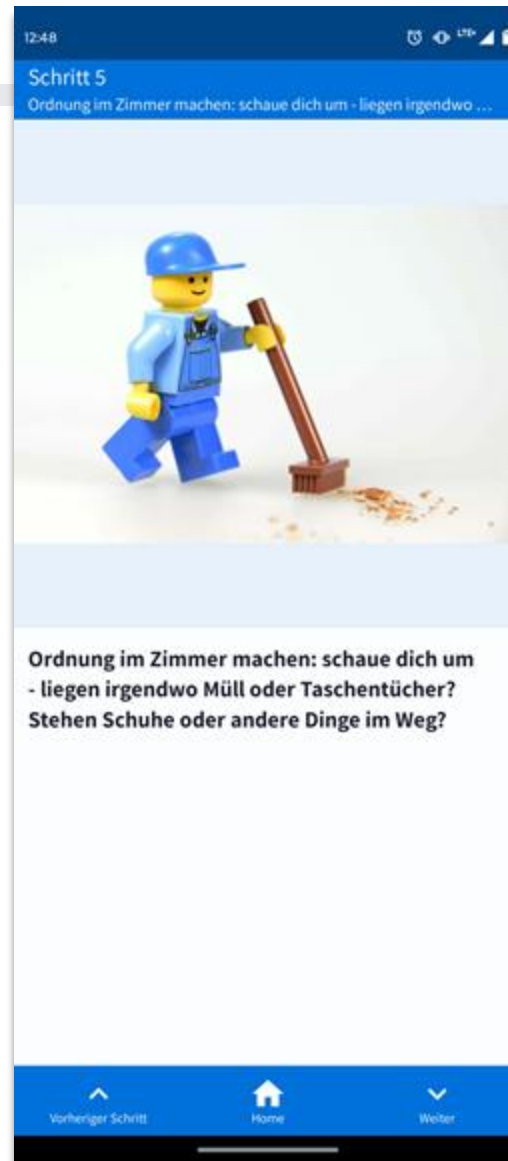 12:48
LTE+
Schritt 5
Ordnung im Zimmer machen: schaue dich um - liegen irgendwo ...
Ordnung im Zimmer machen: schaue dich um
- liegen irgendwo Müll oder Taschentücher?
Stehen Schuhe oder andere Dinge im Weg?
Vorheriger Schritt
Home
Weiter